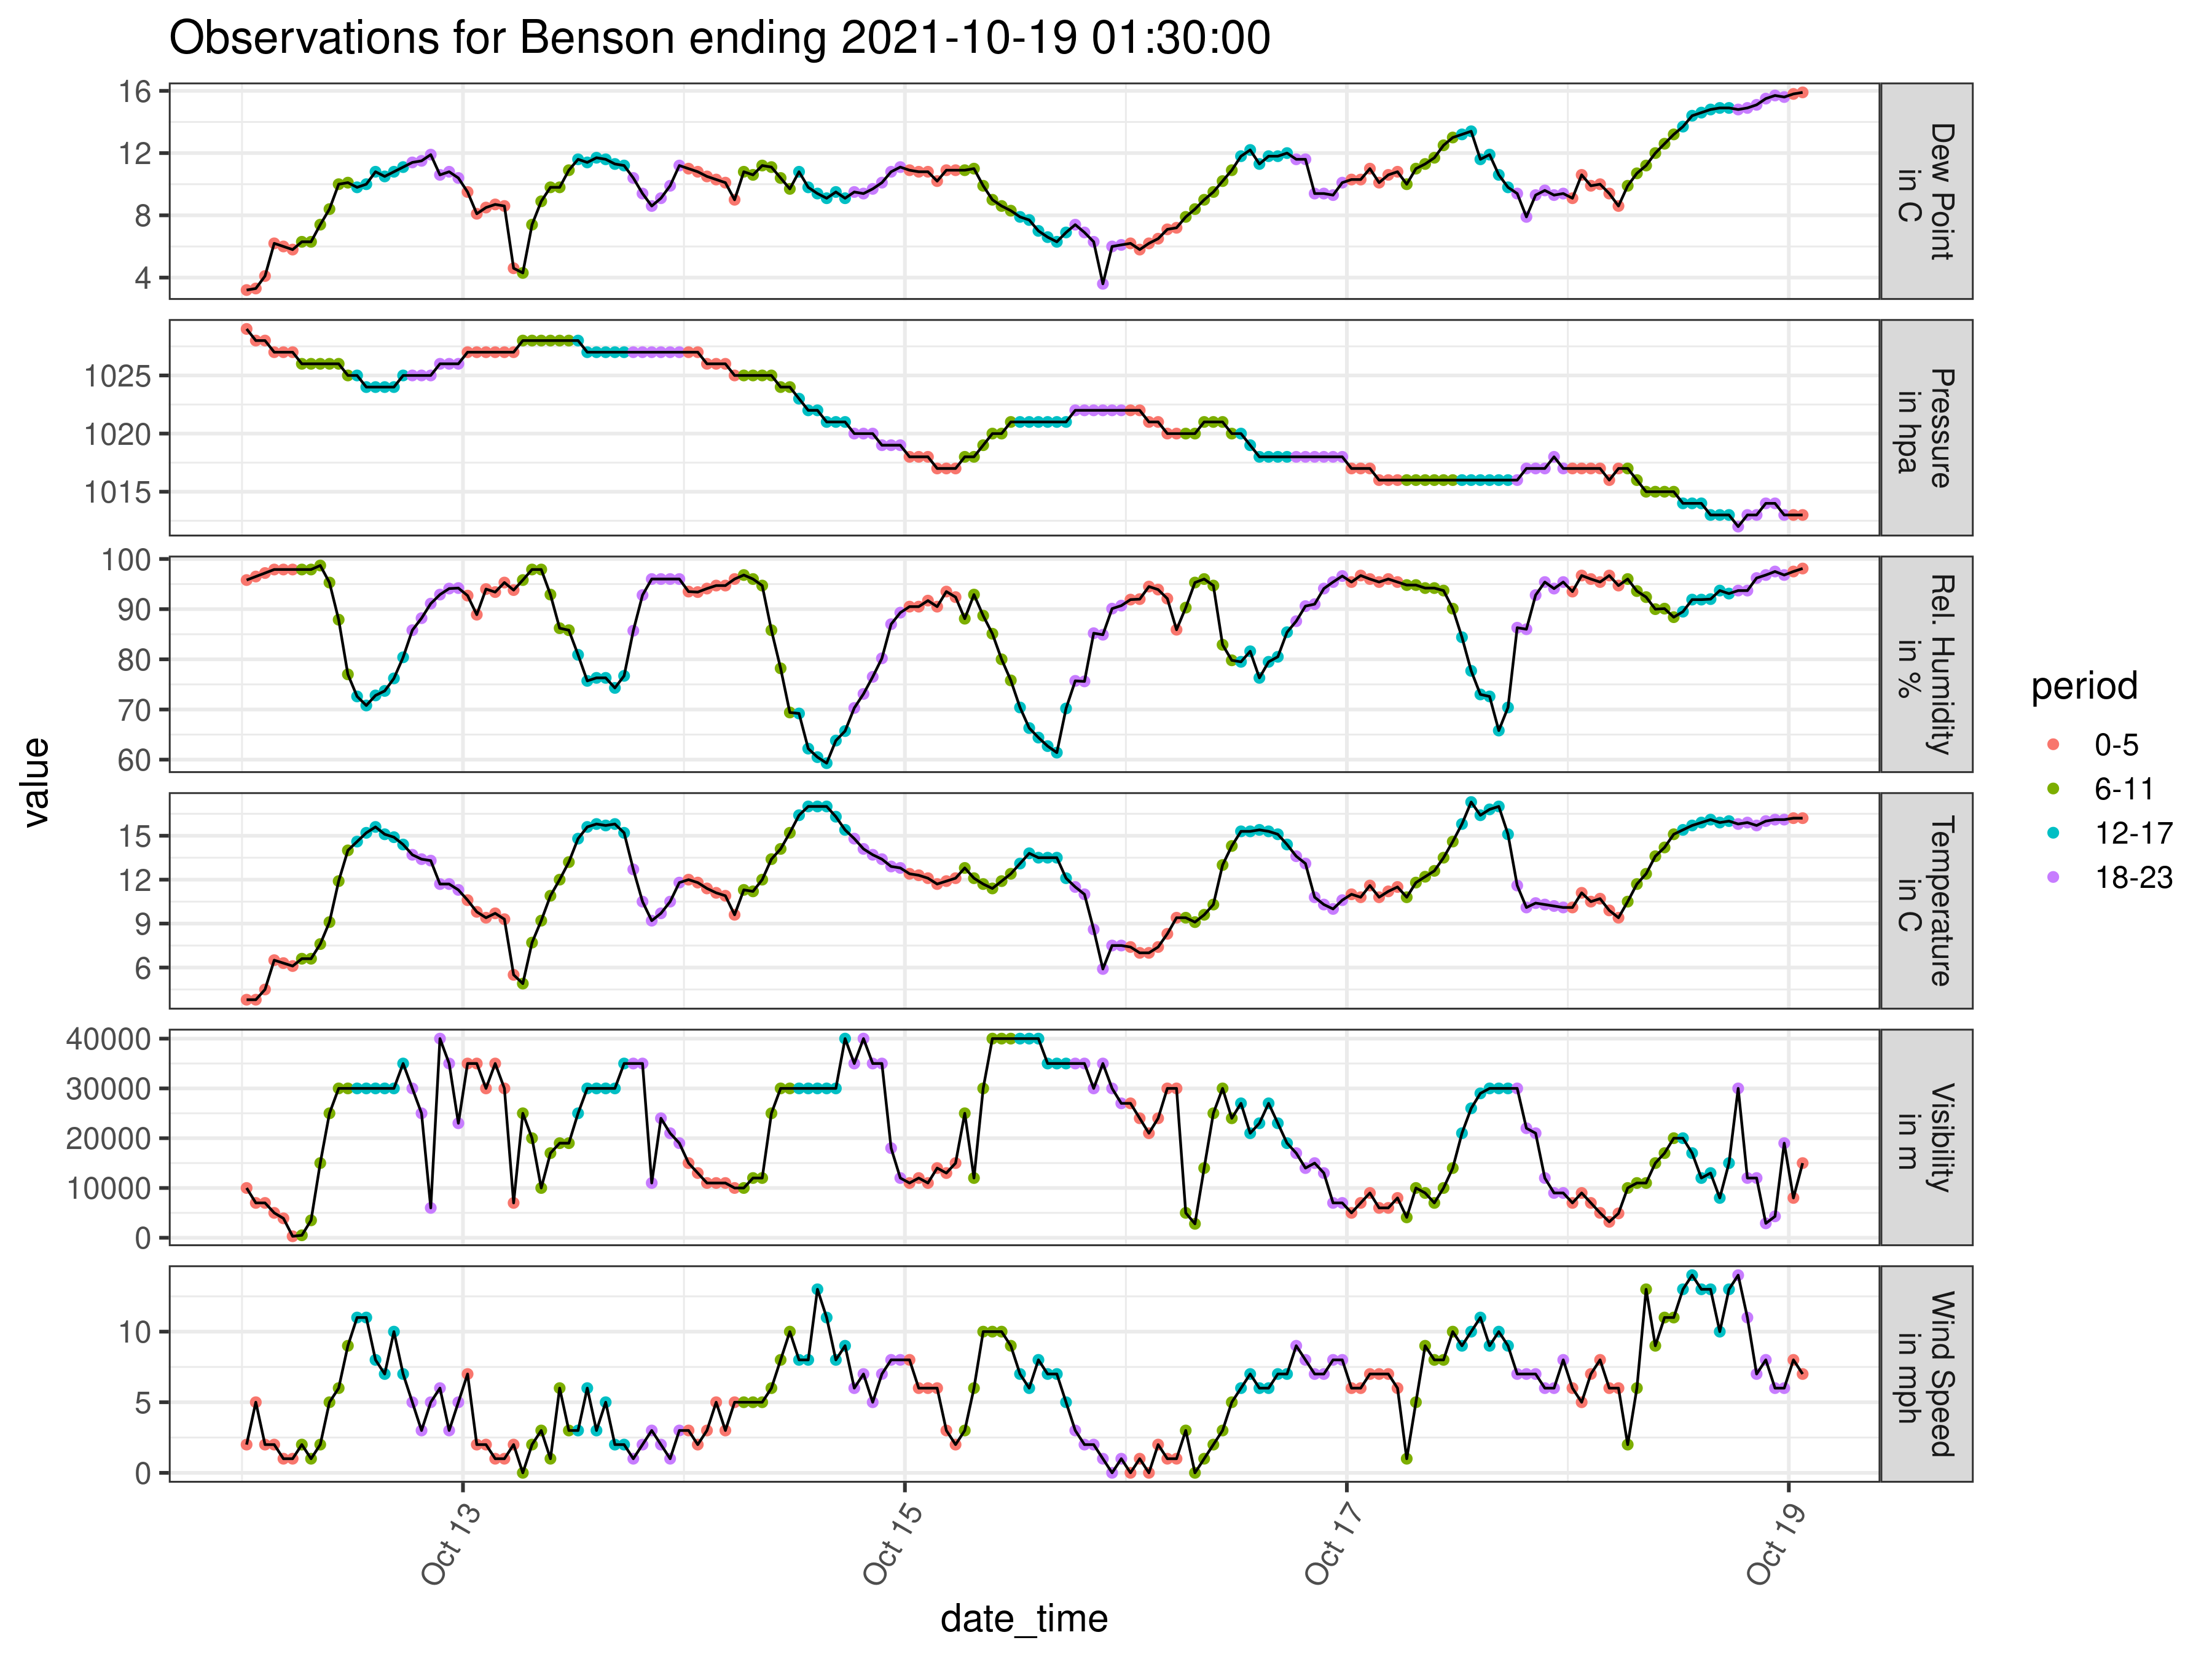 Observations for Benson ending 2021-10-19 01:30:00
16
12
8
4
Dew Point
in C
1025
1020
1015
Pressure
in hpa
100
90
80
70
60
Rel. Humidity
in %
15
12
9
6
Temperature
in C
40000
30000
20000
10000
0
Visibility
in m
10
5
0
Wind Speed
in mph
value
Oct 13
Oct 15
Oct 17
Oct 19
date_time
period
0-5
6-11
12-17
18-23